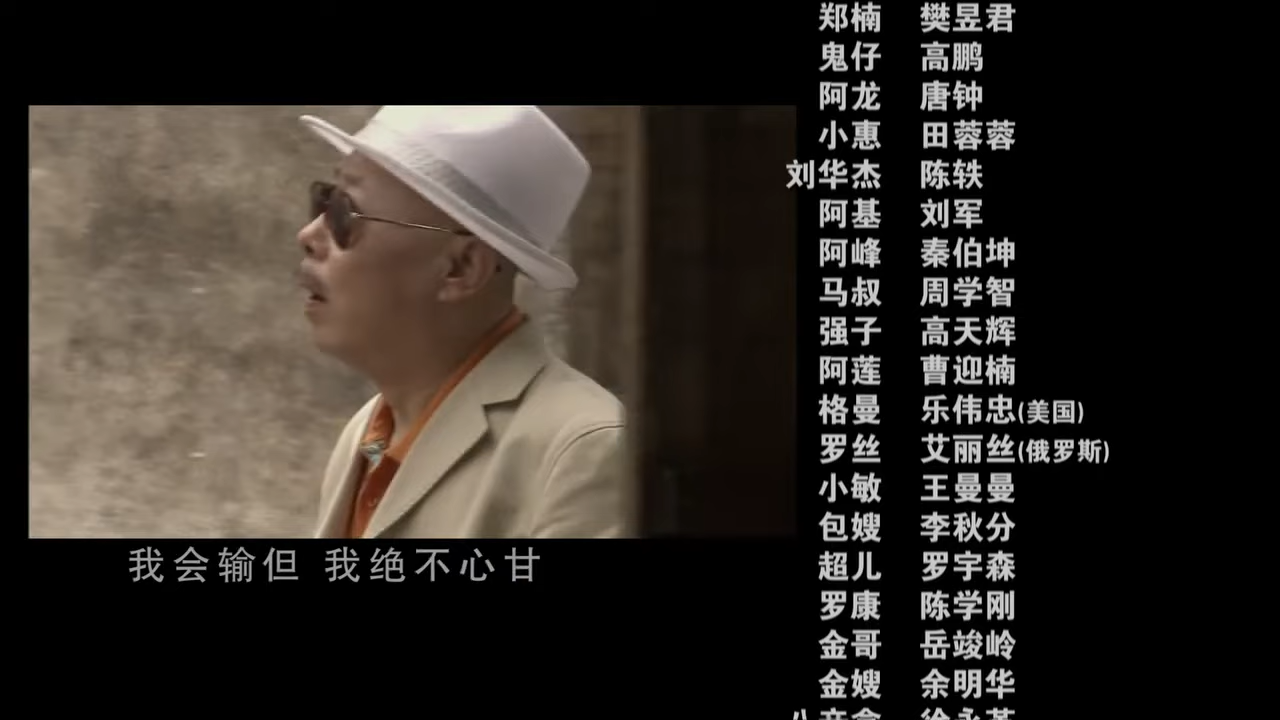 郑楠 樊昱君
鬼仔 高鹏
阿龙 唐钟
小惠 田蓉蓉
刘华杰 陈轶
阿基 刘军
阿峰 秦伯坤
马叔 周学智
强子 高天辉
阿莲 曹迎楠
格曼 乐伟忠(美国)
罗丝 艾丽丝(俄罗斯)
小敏 王曼曼
包嫂 李秋分
超儿 罗宇森
罗康 陈学刚
金哥 岳竣岭
金嫂 余明华
我会输但 我绝不心甘